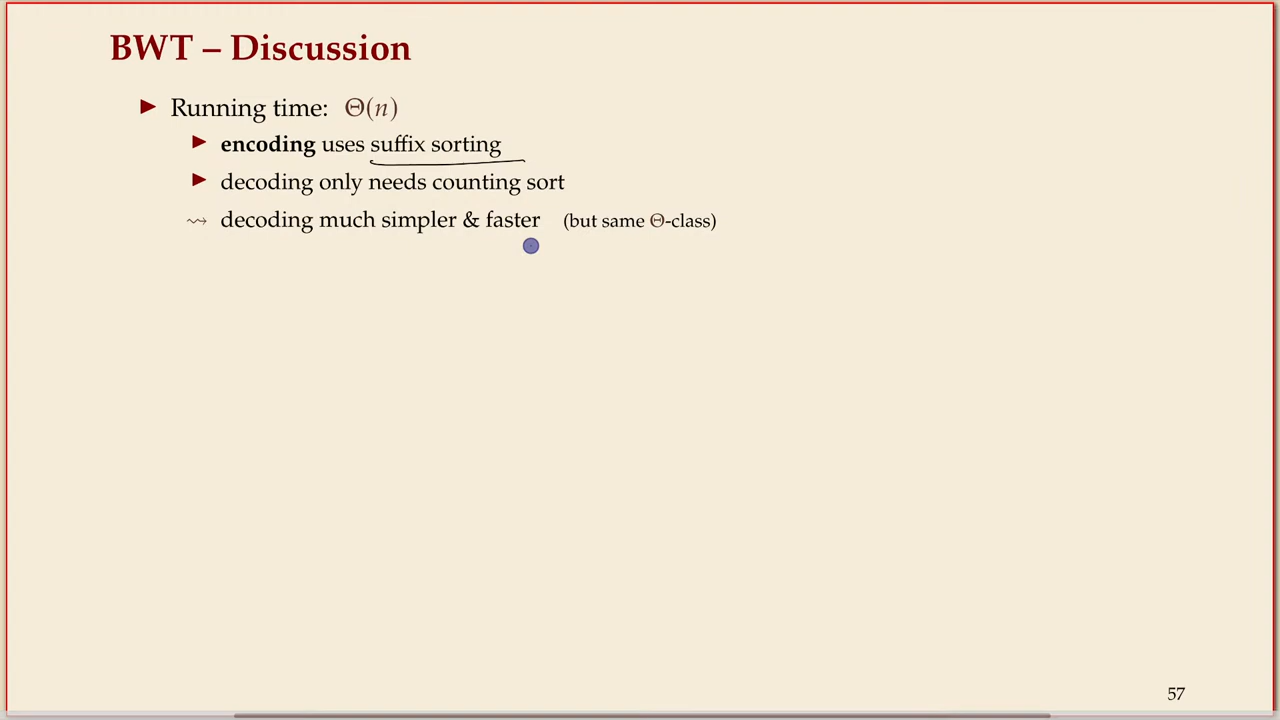 BWT – Discussion
▶ Running time: Θ(n)
▶ encoding uses suffix sorting
▶ decoding only needs counting sort
⇝ decoding much simpler & faster (but same Θ-class)
57